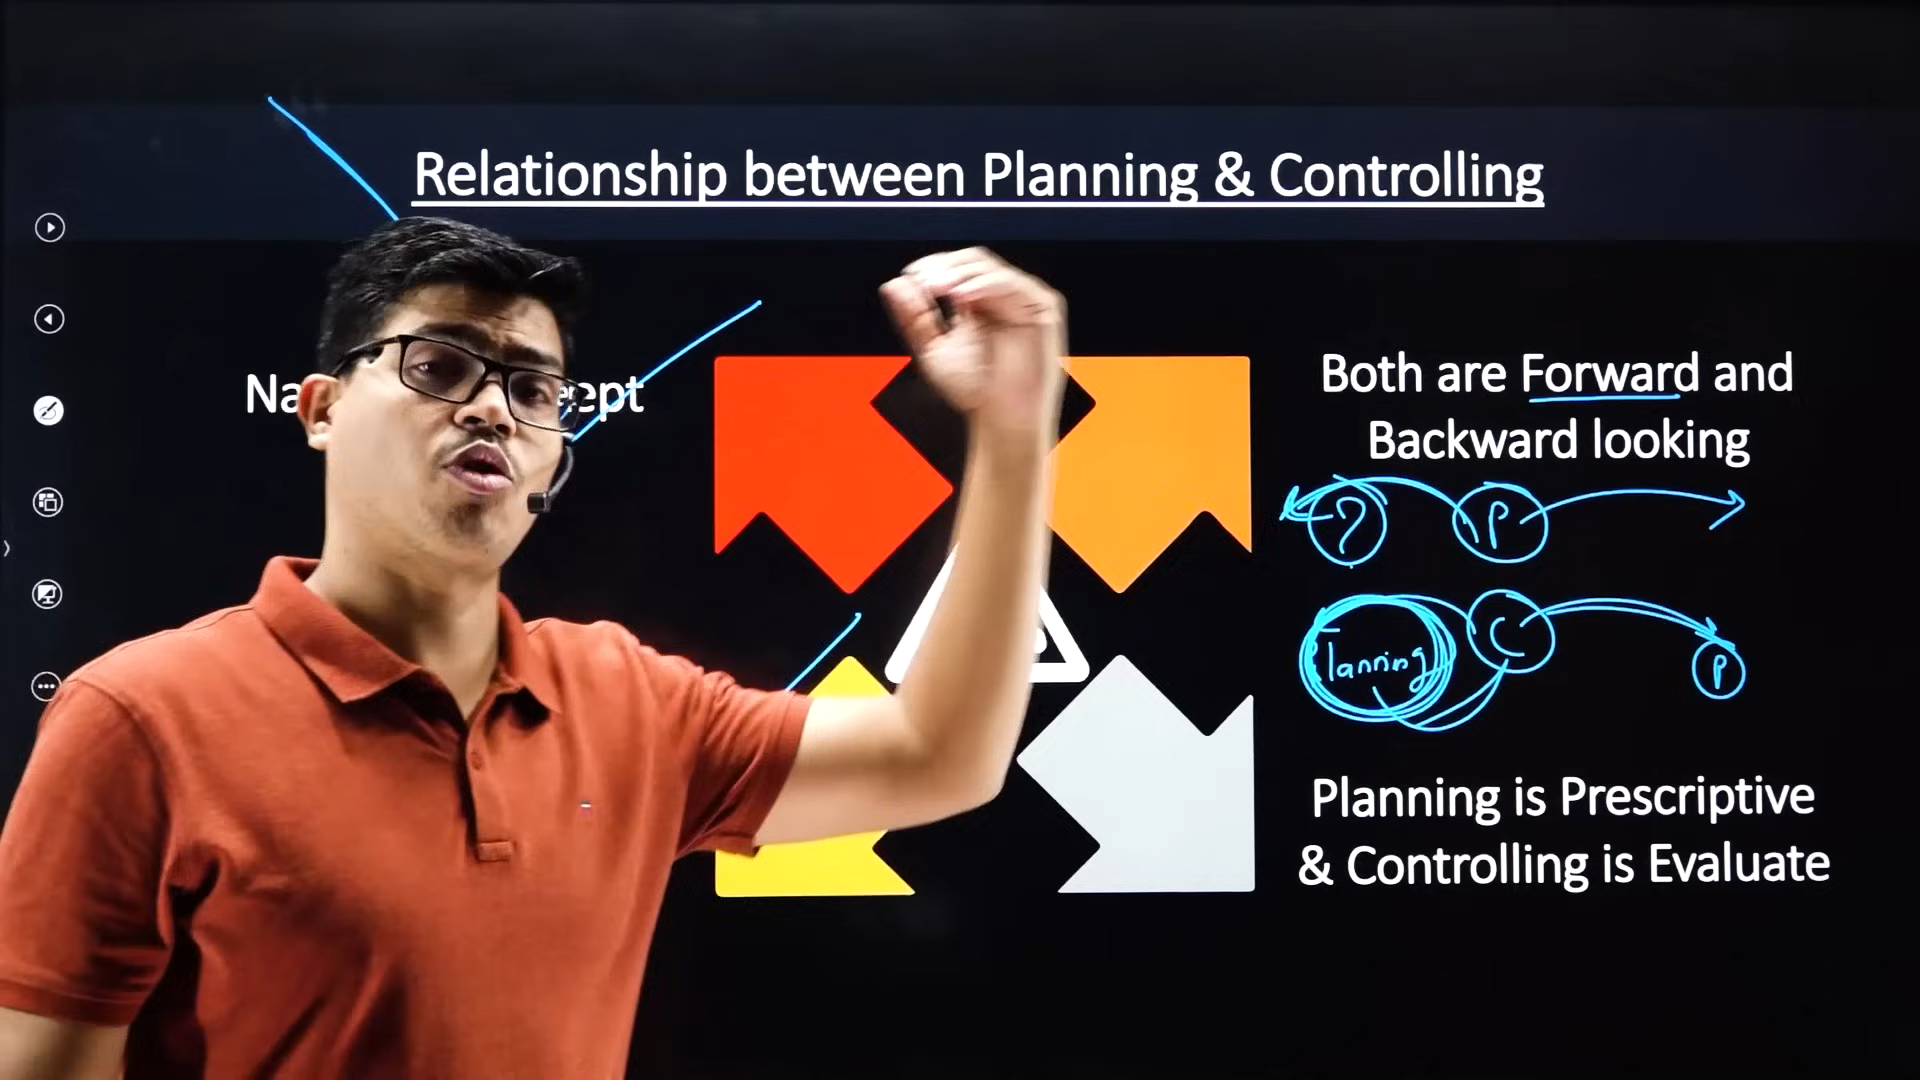 Relationship between Planning & Controlling
Both are Forward and
Backward looking
? P
Planning C P
Planning is Prescriptive
& Controlling is Evaluate